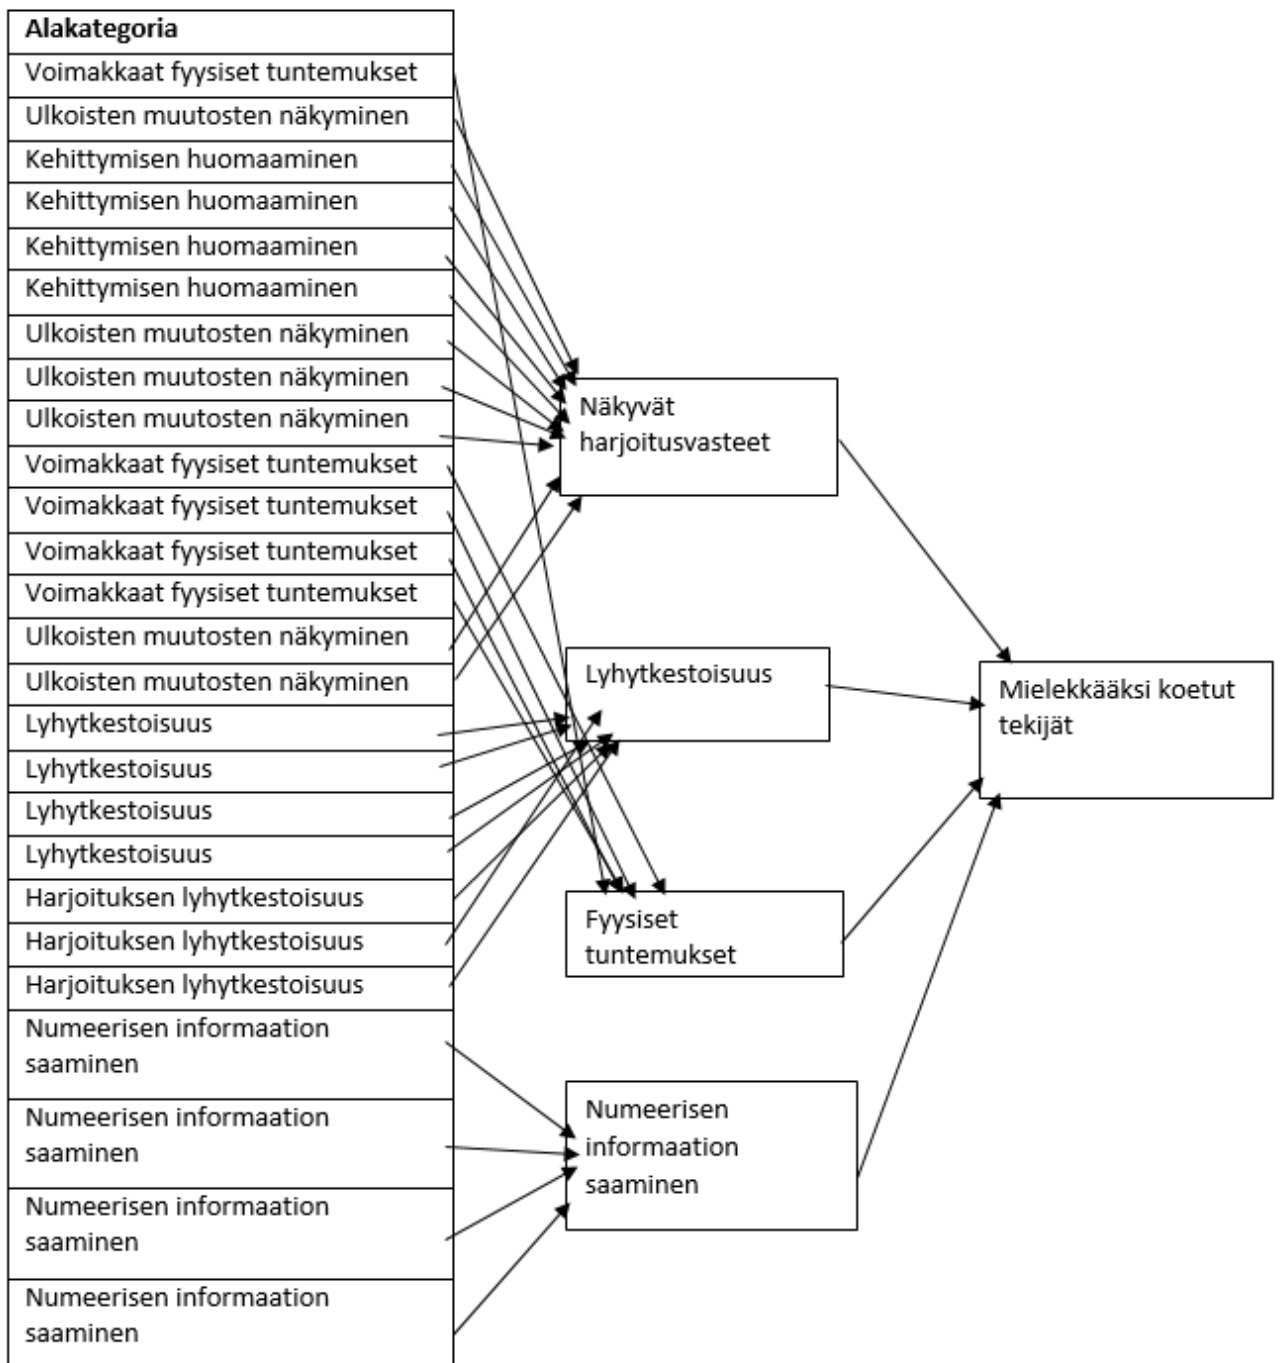 Alakategoria
Voimakkaat fyysiset tuntemukset
Ulkoisten muutosten näkyminen
Kehittymisen huomaaminen
Kehittymisen huomaaminen
Kehittymisen huomaaminen
Kehittymisen huomaaminen
Ulkoisten muutosten näkyminen
Ulkoisten muutosten näkyminen
Ulkoisten muutosten näkyminen
Voimakkaat fyysiset tuntemukset
Voimakkaat fyysiset tuntemukset
Voimakkaat fyysiset tuntemukset
Voimakkaat fyysiset tuntemukset
Ulkoisten muutosten näkyminen
Ulkoisten muutosten näkyminen
Lyhytkestoisuus
Lyhytkestoisuus
Lyhytkestoisuus
Lyhytkestoisuus
Harjoituksen lyhytkestoisuus
Harjoituksen lyhytkestoisuus
Harjoituksen lyhytkestoisuus
Numeerisen informaation
saaminen
Numeerisen informaation
saaminen
Numeerisen informaation
saaminen
Numeerisen informaation
saaminen
Näkyvät
harjoitusvasteet
Lyhytkestoisuus
Fyysiset
tuntemukset
Numeerisen
informaation
saaminen
Mielekkääksi koetut
tekijät